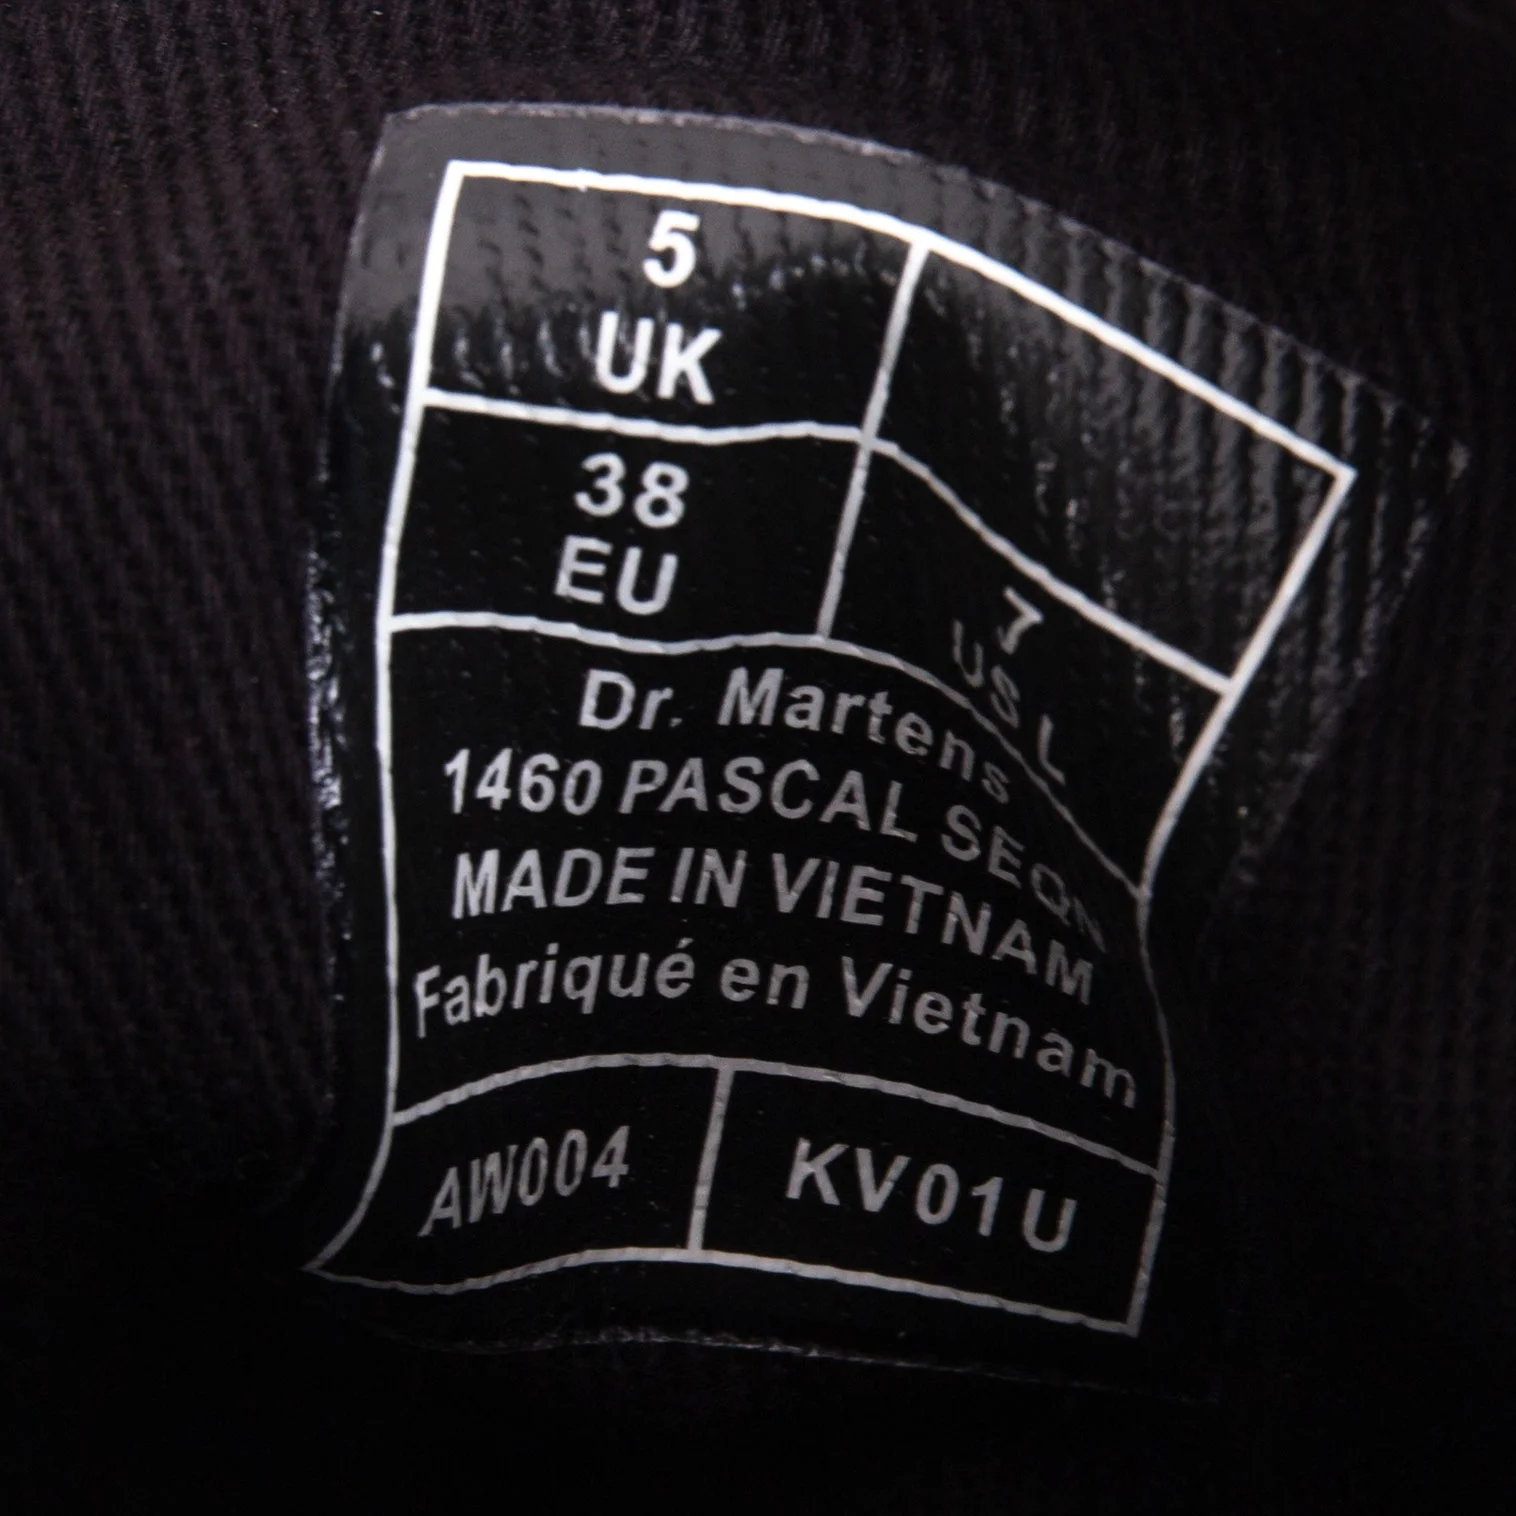 5
UK
38
EU
7
US L
Dr. Martens
1460 PASCAL SEQN
MADE IN VIETNAM
Fabriqué en Vietnam
AW004
KV01U